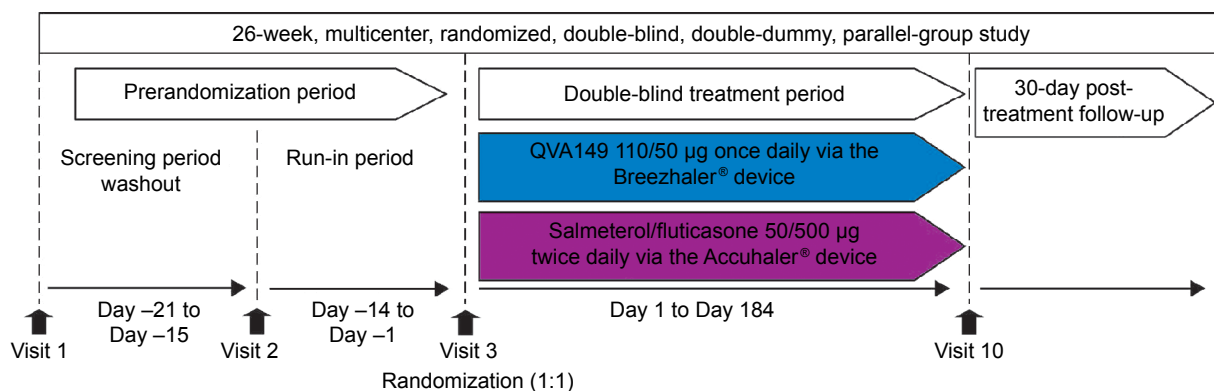 26-week, multicenter, randomized, double-blind, double-dummy, parallel-group study
Prerandomization period
Double-blind treatment period
30-day post-
treatment follow-up
Screening period
washout
Run-in period
QVA149 110/50 µg once daily via the
Breezhaler® device
Salmeterol/fluticasone 50/500 µg
twice daily via the Accuhaler® device
Day –21 to
Day –15
Day –14 to
Day –1
Day 1 to Day 184
Visit 1
Visit 2
Visit 3
Visit 10
Randomization (1:1)